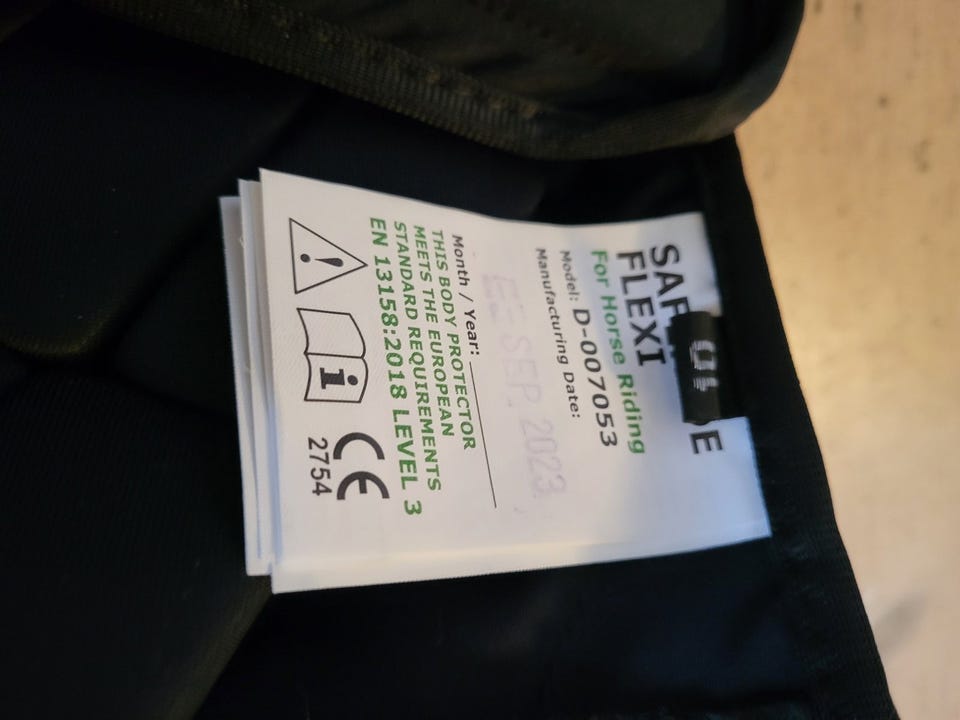 FLEXI
For Horse Riding
Model: D-007053
Manufacturing Date:
SEP. 2023
Month / Year:
THIS BODY PROTECTOR
MEETS THE EUROPEAN
STANDARD REQUIREMENTS
EN 13158:2018 LEVEL 3
CE
2754